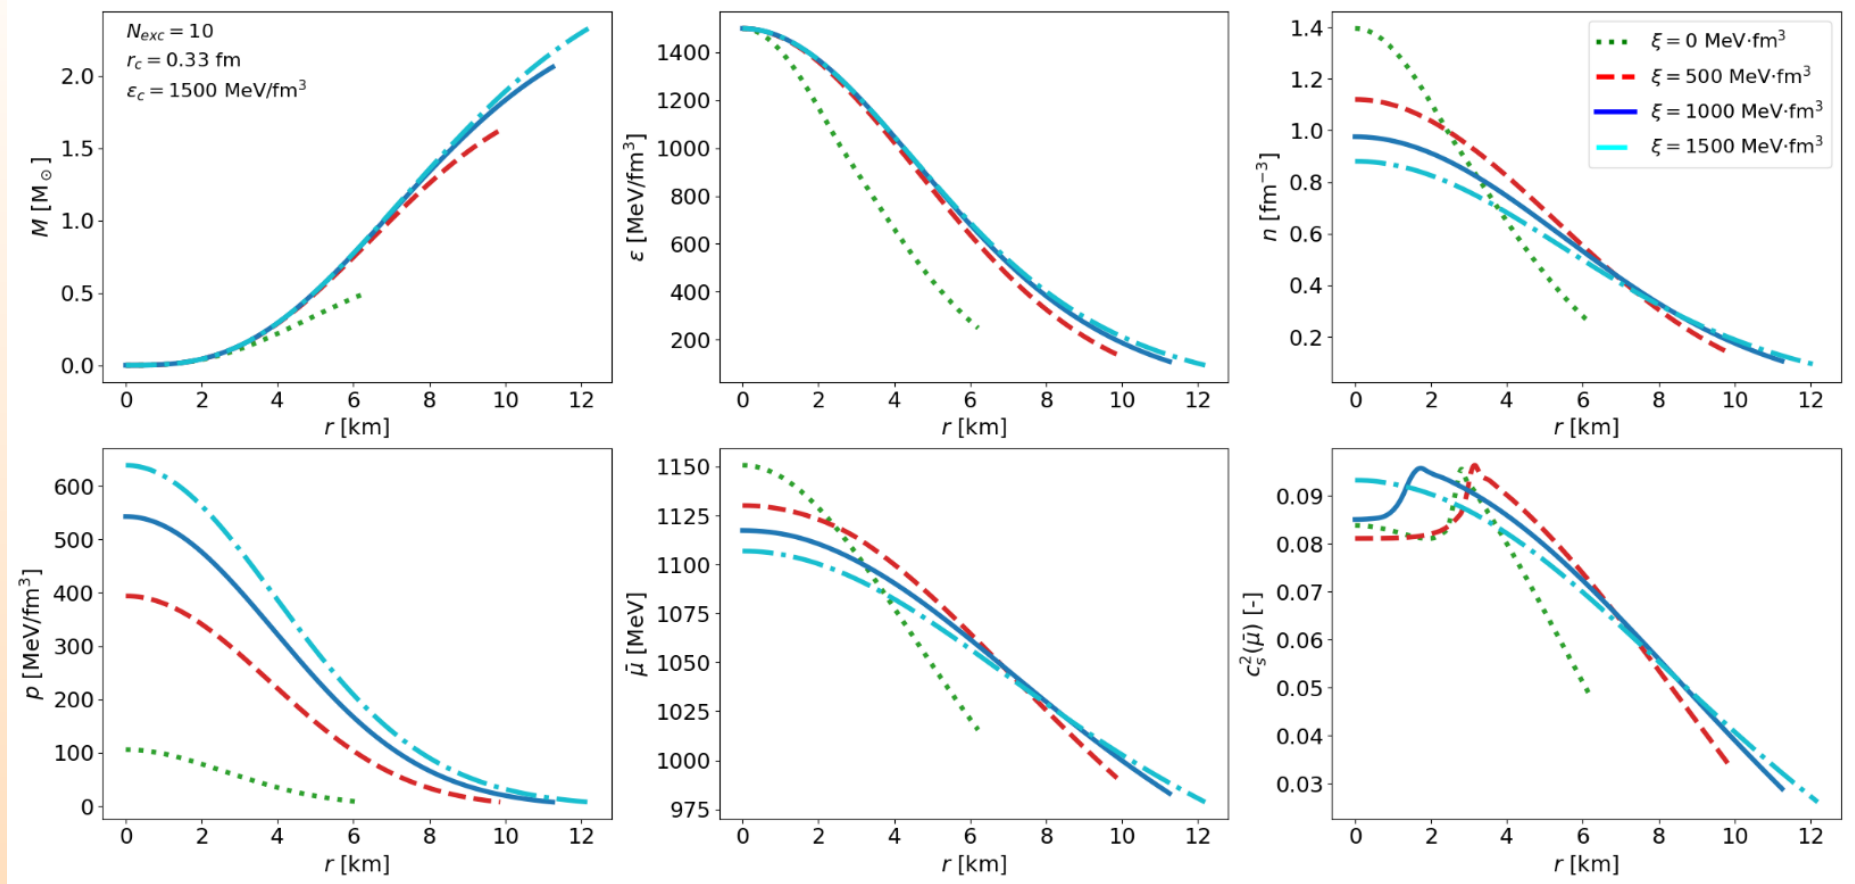 N_exc = 10
r_c = 0.33 fm
ε_c = 1500 MeV/fm³
M [M_⊙]
2.0
1.5
1.0
0.5
0.0
0 2 4 6 8 10 12
r [km]
ε [MeV/fm³]
1400
1200
1000
800
600
400
200
0 2 4 6 8 10 12
r [km]
ξ = 0 MeV·fm³
ξ = 500 MeV·fm³
ξ = 1000 MeV·fm³
ξ = 1500 MeV·fm³
n [fm⁻³]
1.4
1.2
1.0
0.8
0.6
0.4
0.2
0 2 4 6 8 10 12
r [km]
p [MeV/fm³]
600
500
400
300
200
100
0
0 2 4 6 8 10 12
r [km]
μ̃ [MeV]
1150
1125
1100
1075
1050
1025
1000
975
0 2 4 6 8 10 12
r [km]
c_s²(μ̃) [-]
0.09
0.08
0.07
0.06
0.05
0.04
0.03
0 2 4 6 8 10 12
r [km]